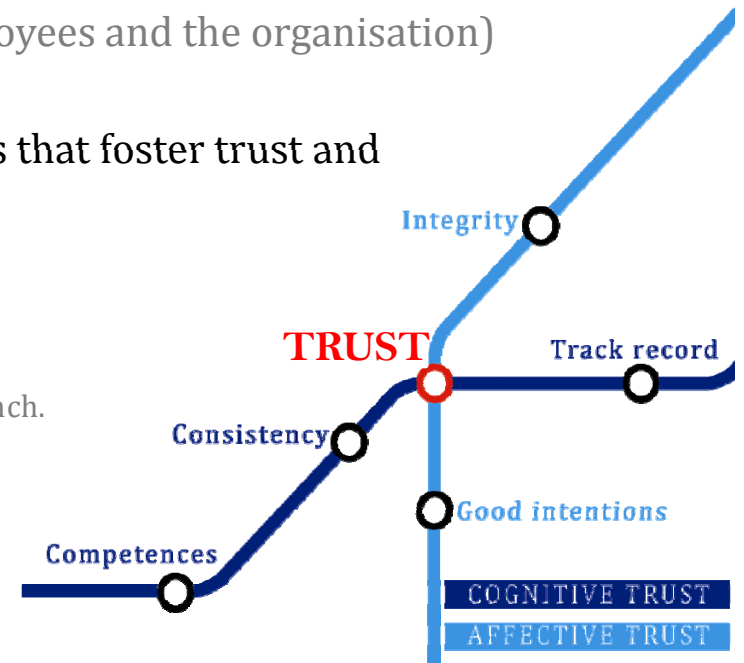 oyees and the organisation)
s that foster trust and
Integrity
TRUST
Track record
nch.
Consistency
Good intentions
Competences
COGNITIVE TRUST
AFFECTIVE TRUST